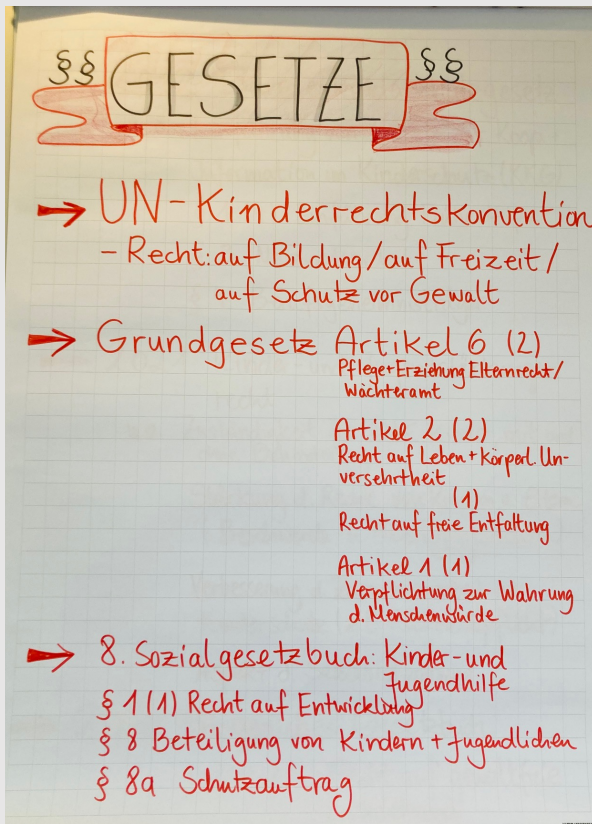 §§ GESETZE §§
→ UN-Kinderrechtskonvention
- Recht: auf Bildung / auf Freizeit /
auf Schutz vor Gewalt
→ Grundgesetz Artikel 6 (2)
Pflege+Erziehung Elternrecht/
Wächteramt
Artikel 2 (2)
Recht auf Leben + körperl. Un-
versehrtheit
(1)
Recht auf freie Entfaltung
Artikel 1 (1)
Verpflichtung zur Wahrung
d. Menschenwürde
→ 8. Sozialgesetzbuch: Kinder- und
Jugendhilfe
§ 1 (1) Recht auf Entwicklung
§ 8 Beteiligung von Kindern + Jugendlichen
§ 8a Schutzauftrag